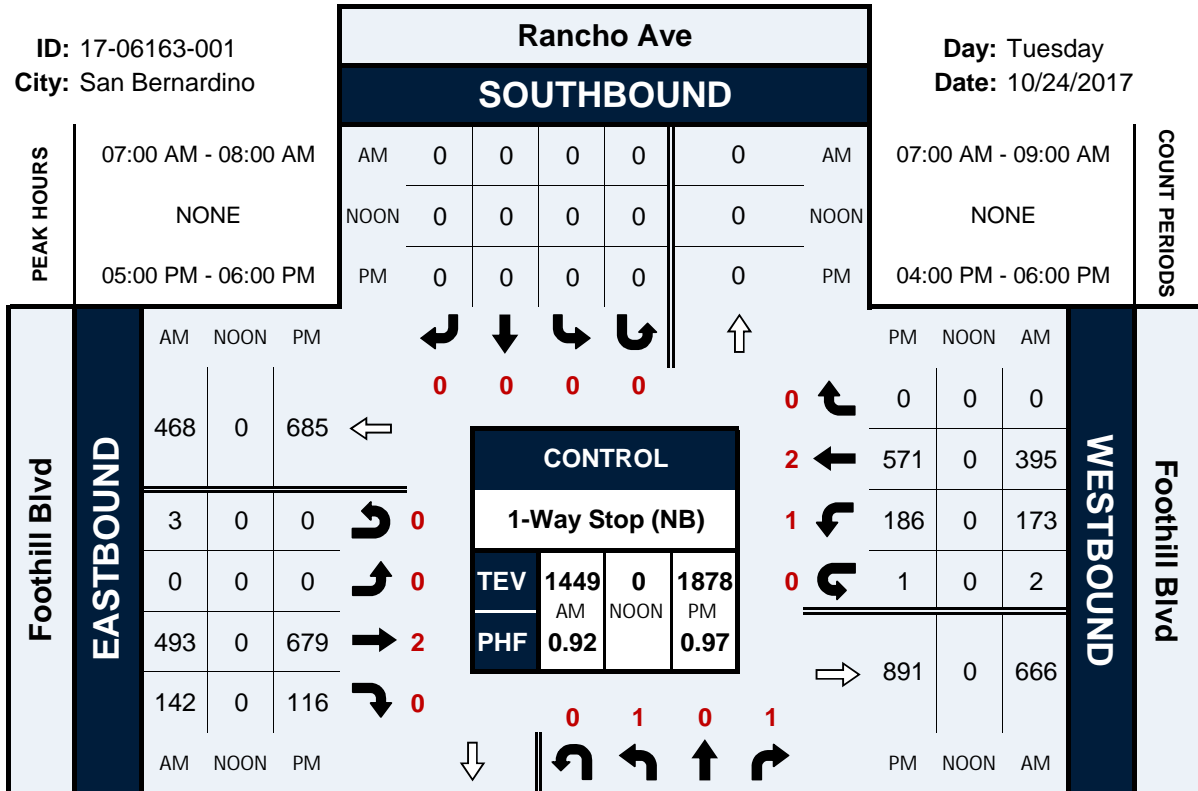 ID: 17-06163-001
City: San Bernardino
Rancho Ave
SOUTHBOUND
Day: Tuesday
Date: 10/24/2017
PEAK HOURS
07:00 AM - 08:00 AM
NONE
05:00 PM - 06:00 PM
AM 0 0 0 0 0 AM
NOON 0 0 0 0 0 NOON
PM 0 0 0 0 0 PM
07:00 AM - 09:00 AM
NONE
04:00 PM - 06:00 PM
COUNT PERIODS
0 0 0 0
Foothill Blvd
EASTBOUND
AM NOON PM
468 0 685
3 0 0 0
0 0 0 0
493 0 679 2
142 0 116 0
AM NOON PM
CONTROL
1-Way Stop (NB)
TEV 1449 0 1878
AM NOON PM
PHF 0.92 0.97
PM NOON AM
0 0 0 0
2 571 0 395
1 186 0 173
0 1 0 2
891 0 666
PM NOON AM
WESTBOUND
Foothill Blvd
0 1 0 1